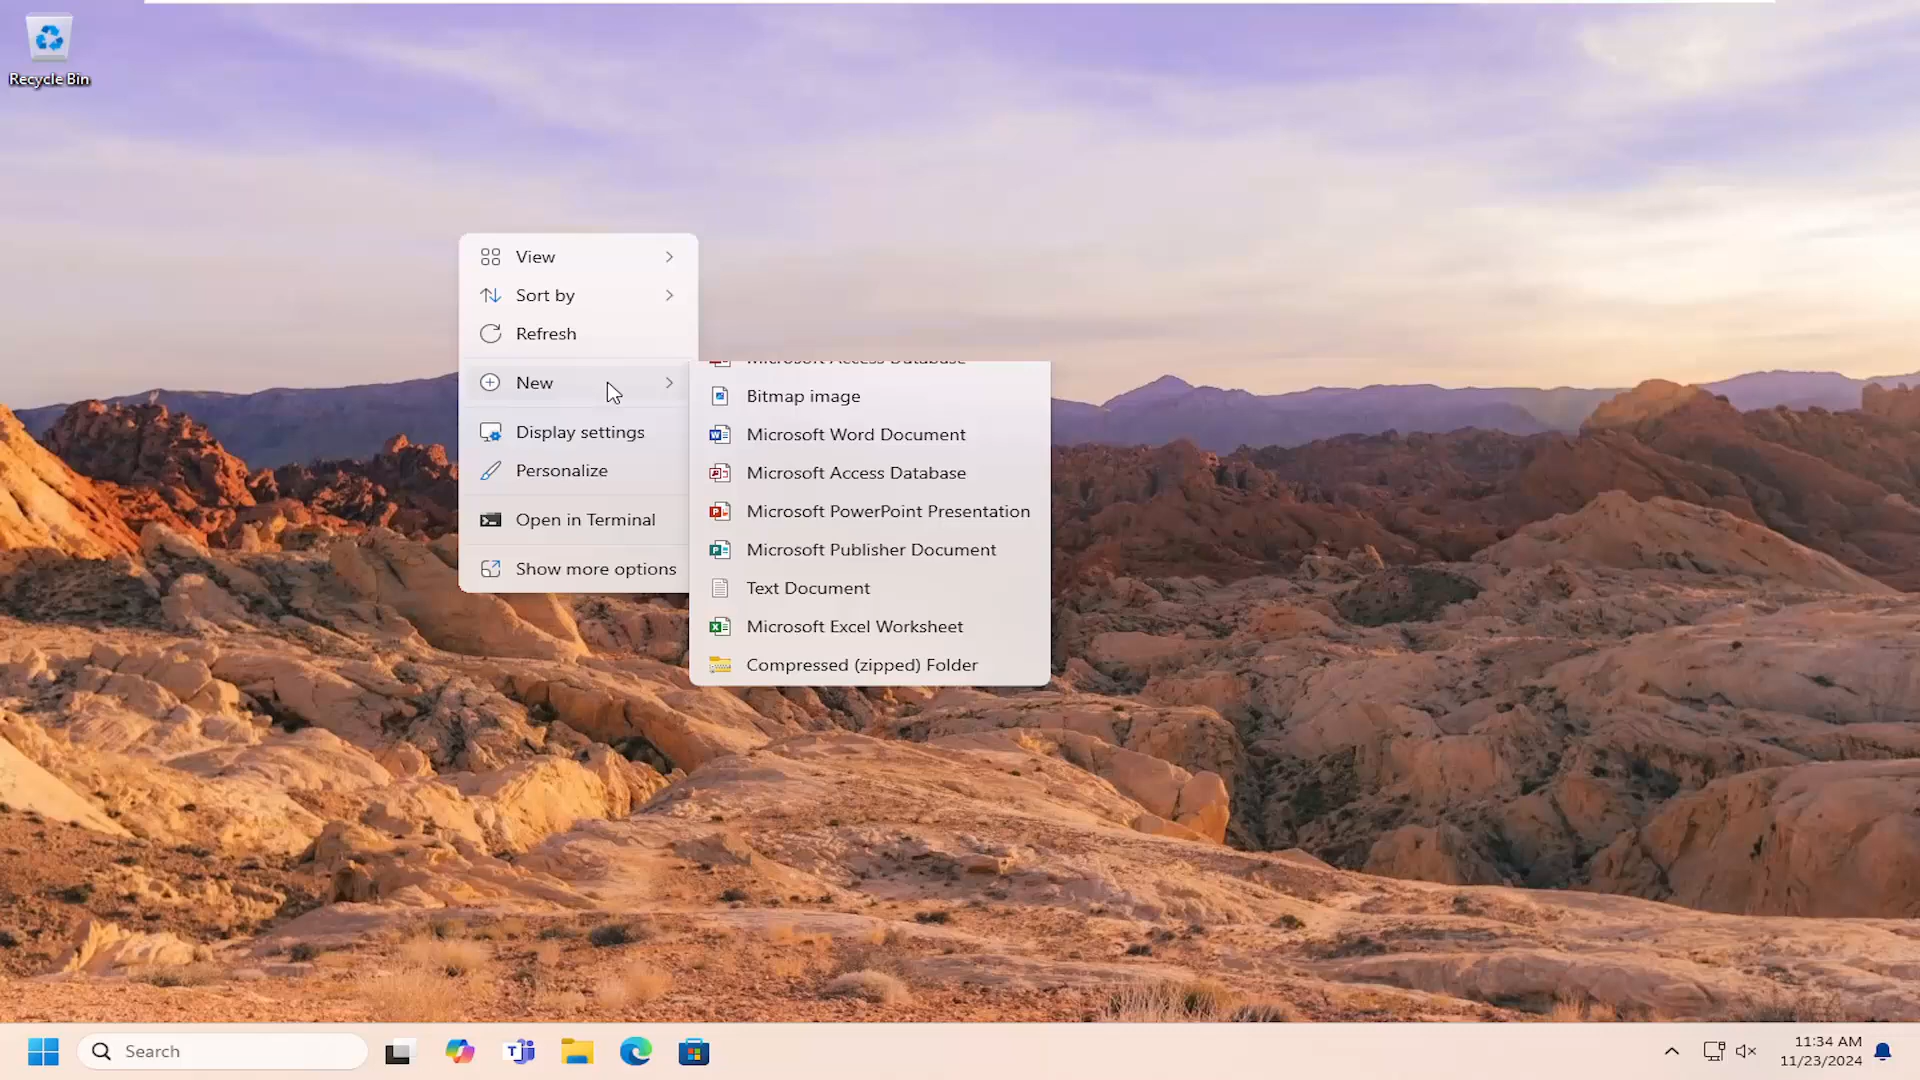 Recycle Bin
View
Sort by
Refresh
New
Display settings
Personalize
Open in Terminal
Show more options
Microsoft Access Database
Bitmap image
Microsoft Word Document
Microsoft Access Database
Microsoft PowerPoint Presentation
Microsoft Publisher Document
Text Document
Microsoft Excel Worksheet
Compressed (zipped) Folder
Search
11:34 AM
11/23/2024